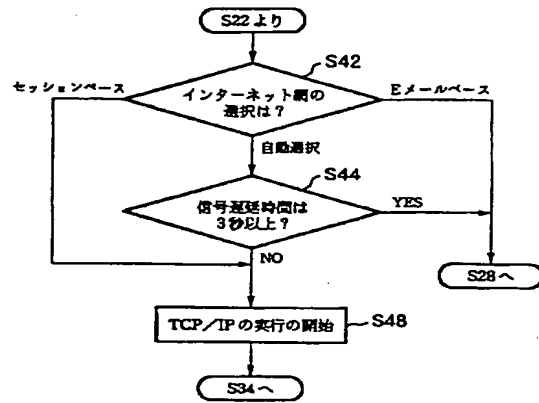 S22より
S42
セッションベース
インターネット網の
選択は?
Eメールベース
自動選択
S44
信号遅延時間は
3秒以上?
YES
NO
S28へ
TCP/IPの実行の開始
S48
S34へ